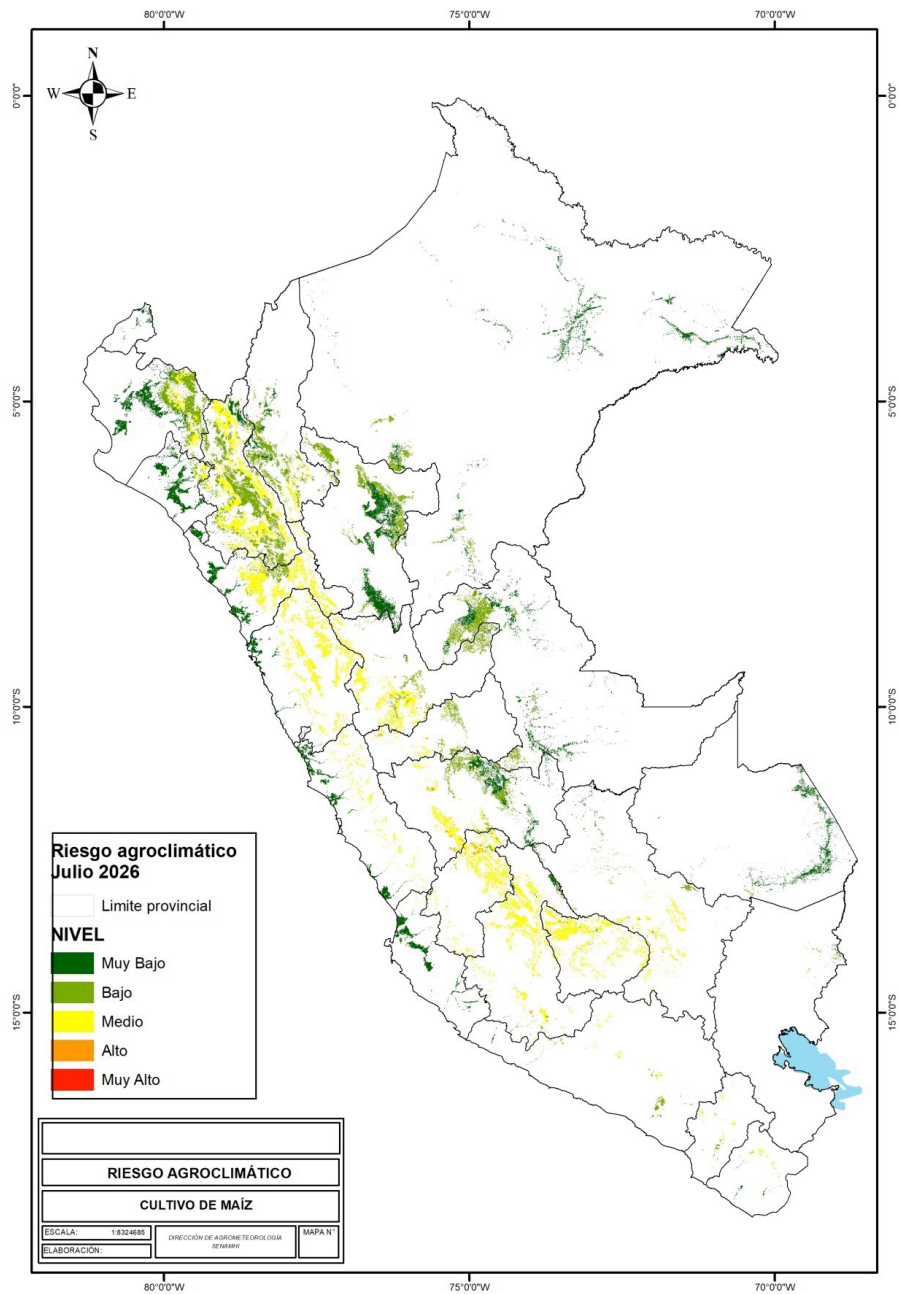 80°0'0"W 75°0'0"W 70°0'0"W
N
W E
S
0°0'0" 0°0'0"
5°0'0"S 5°0'0"S
10°0'0"S 10°0'0"S
15°0'0"S 15°0'0"S
Riesgo agroclimático
Julio 2026
Limite provincial
NIVEL
Muy Bajo
Bajo
Medio
Alto
Muy Alto
RIESGO AGROCLIMÁTICO
CULTIVO DE MAÍZ
ESCALA: 1:8324685
DIRECCIÓN DE AGROMETEOROLOGÍA
SENAMHI
MAPA N°
ELABORACIÓN:
80°0'0"W 75°0'0"W 70°0'0"W